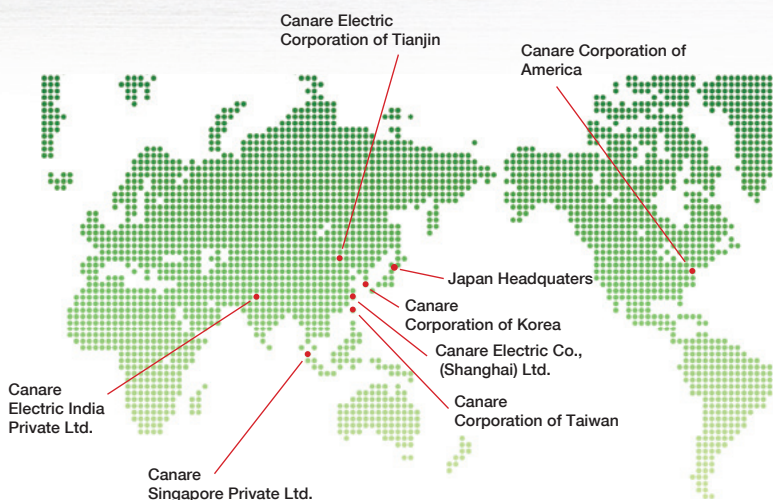 Canare Electric
Corporation of Tianjin
Canare Corporation of
America
Japan Headquaters
Canare
Corporation of Korea
Canare Electric Co.,
(Shanghai) Ltd.
Canare
Corporation of Taiwan
Canare
Electric India
Private Ltd.
Canare
Singapore Private Ltd.